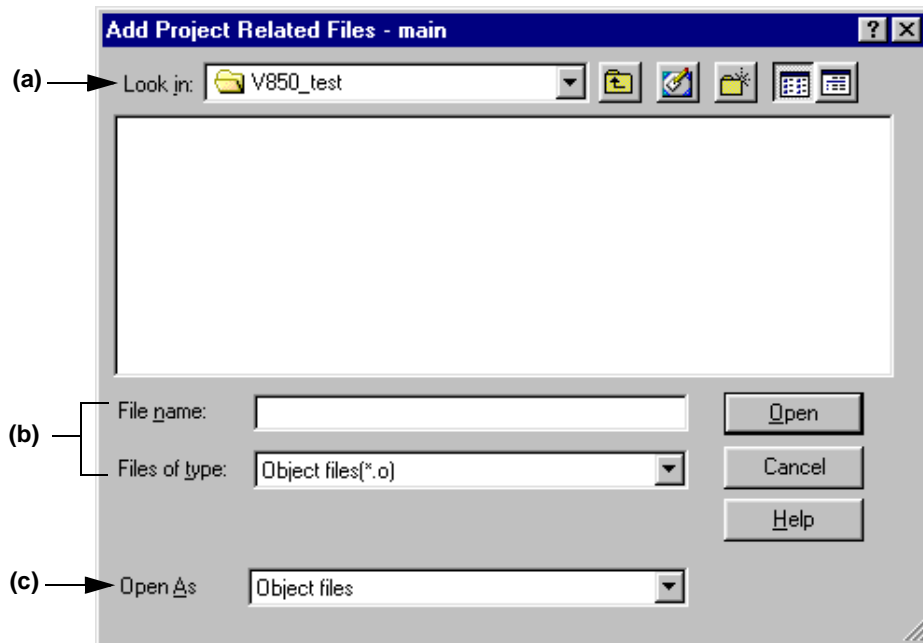 Add Project Related Files - main
(a)
Look in: V850_test
(b)
File name:
Open
Files of type: Object files(*.o)
Cancel
Help
(c)
Open As Object files